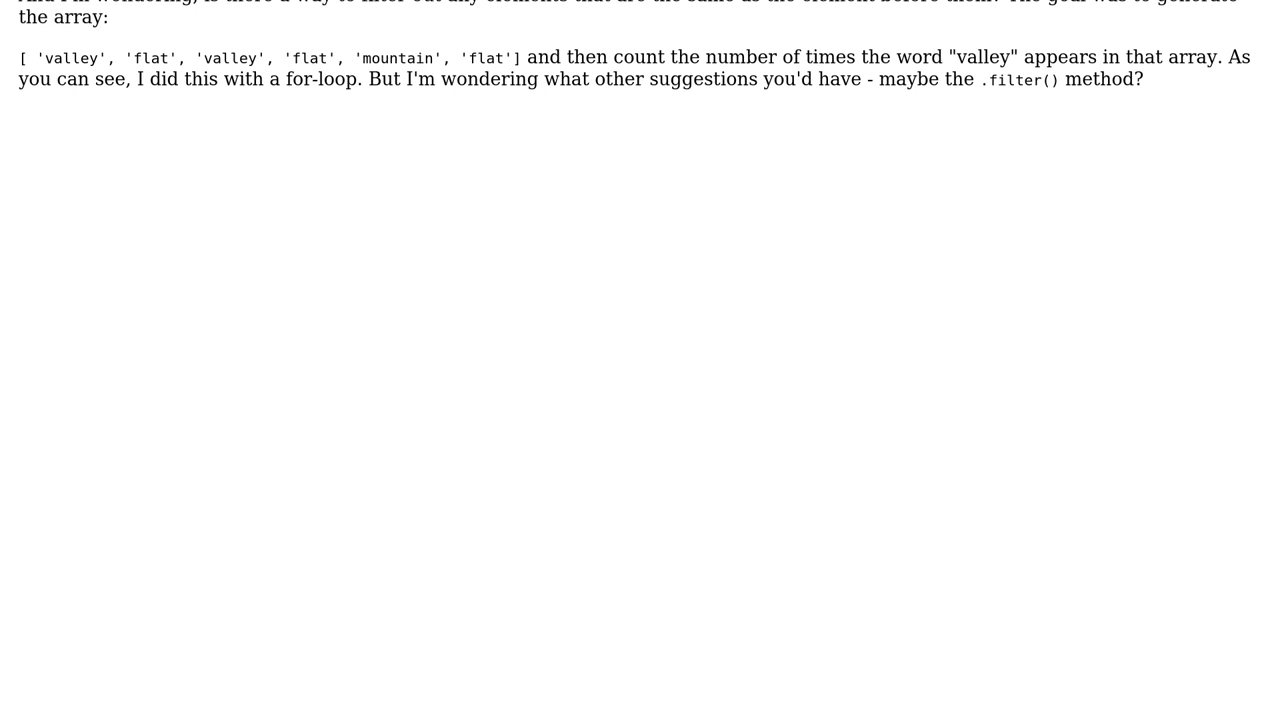 the array:
[ 'valley', 'flat', 'valley', 'flat', 'mountain', 'flat'] and then count the number of times the word "valley" appears in that array. As
you can see, I did this with a for-loop. But I'm wondering what other suggestions you'd have - maybe the .filter() method?